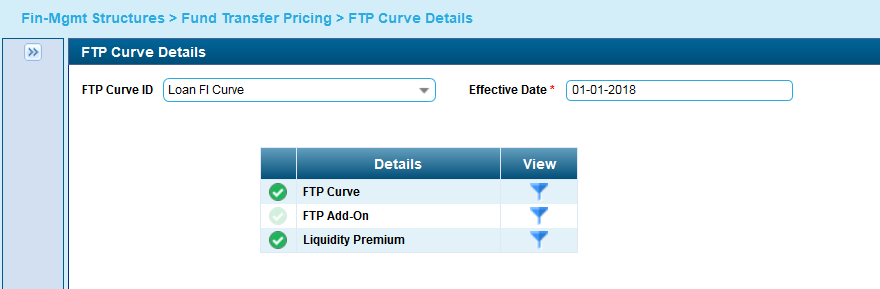 Fin-Mgmt Structures > Fund Transfer Pricing > FTP Curve Details
FTP Curve Details
FTP Curve ID Loan FI Curve Effective Date * 01-01-2018
Details View
FTP Curve
FTP Add-On
Liquidity Premium